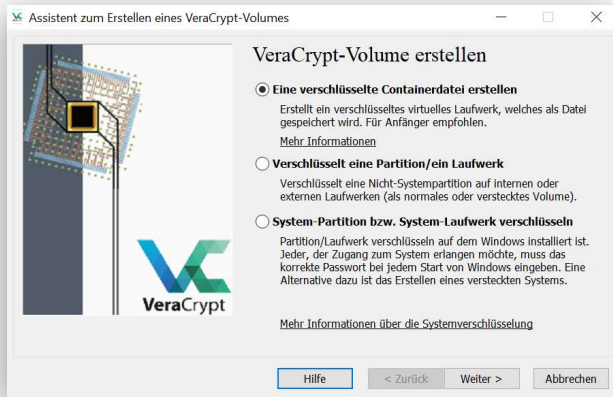 Assistent zum Erstellen eines VeraCrypt-Volumes
VeraCrypt-Volume erstellen
Eine verschlüsselte Containerdatei erstellen
Erstellt ein verschlüsseltes virtuelles Laufwerk, welches als Datei
gespeichert wird. Für Anfänger empfohlen.
Mehr Informationen
Verschlüsselt eine Partition/ein Laufwerk
Verschlüsselt eine Nicht-Systempartition auf internen oder
externen Laufwerken (als normales oder verstecktes Volume).
System-Partition bzw. System-Laufwerk verschlüsseln
Partition/Laufwerk verschlüsseln auf dem Windows installiert ist.
Jeder, der Zugang zum System erlangen möchte, muss das
korrekte Passwort bei jedem Start von Windows eingeben. Eine
Alternative dazu ist das Erstellen eines versteckten Systems.
Mehr Informationen über die Systemverschlüsselung
VeraCrypt
Hilfe < Zurück Weiter > Abbrechen